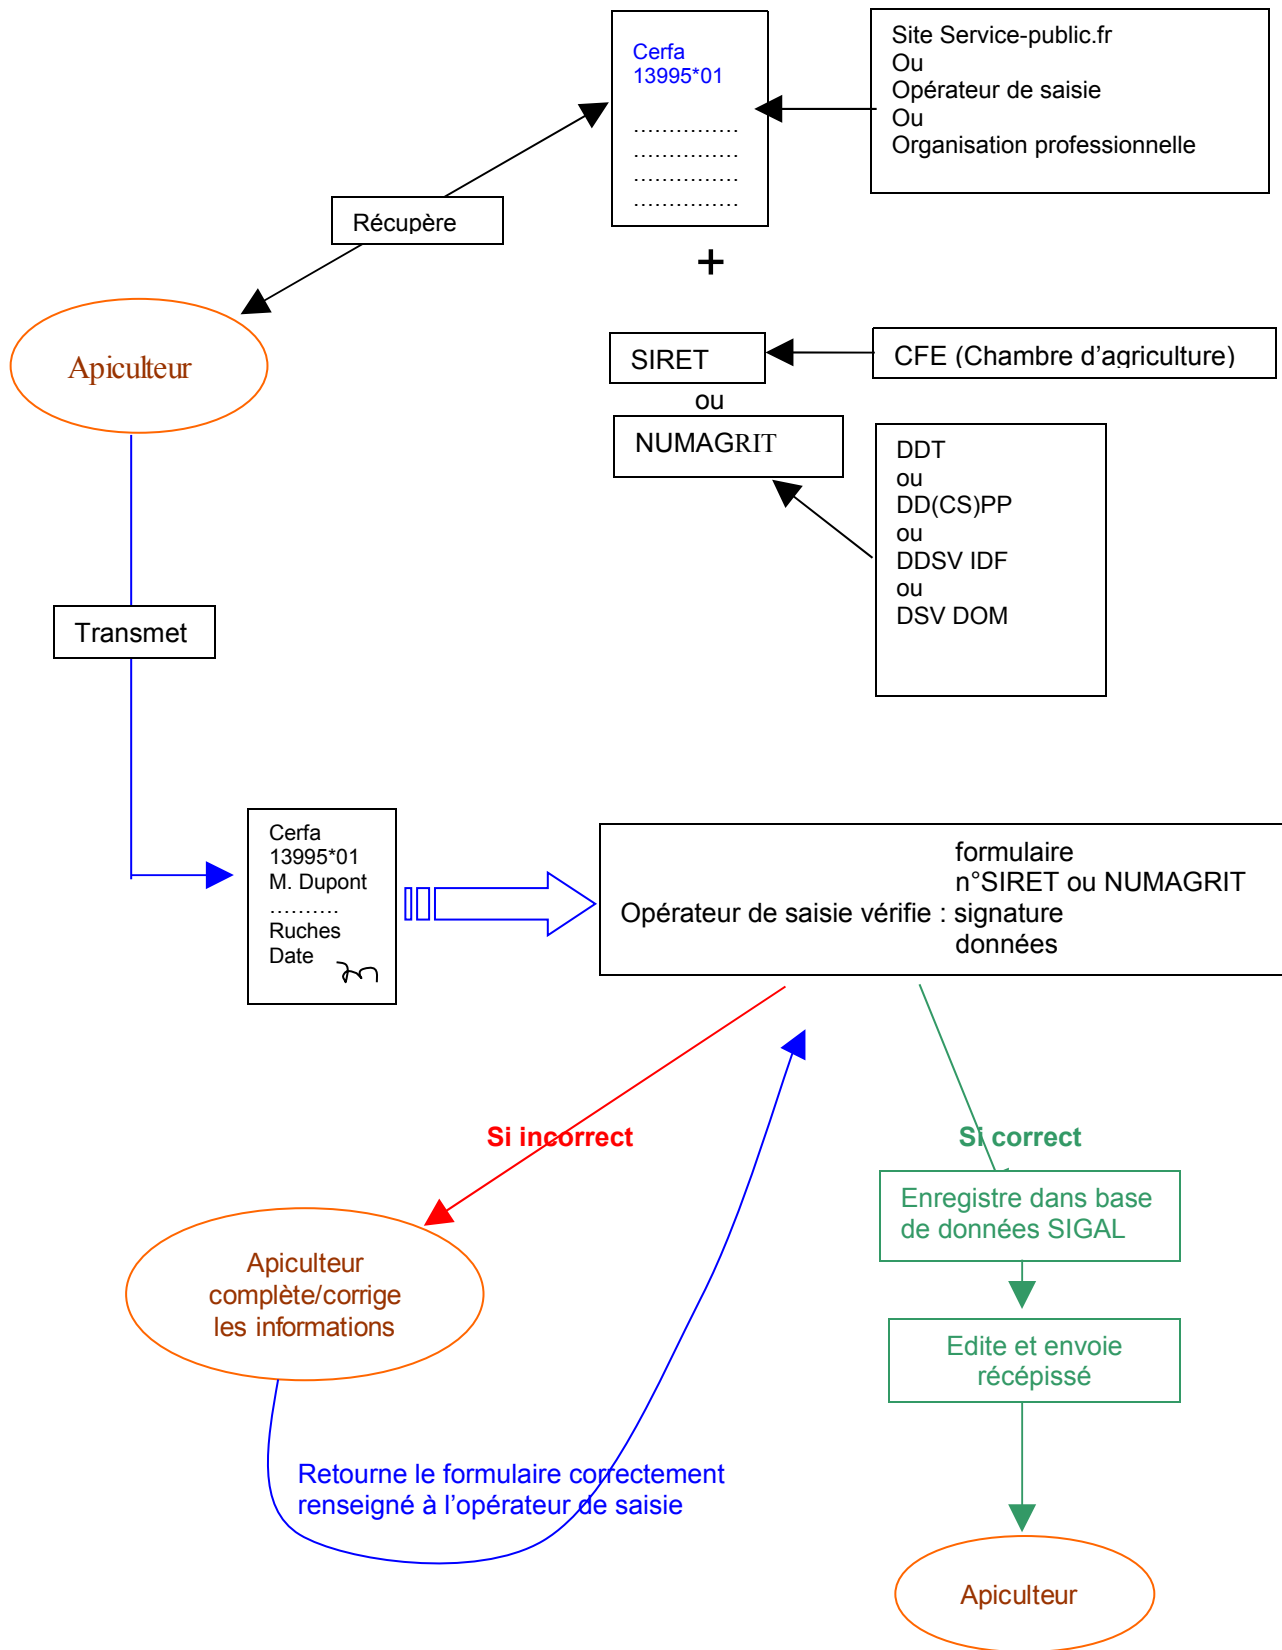 Cerfa
13995*01
……………
……………
……………
……………
Site Service-public.fr
Ou
Opérateur de saisie
Ou
Organisation professionnelle
Récupère
+
Apiculteur
SIRET
CFE (Chambre d’agriculture)
ou
NUMAGRIT
DDT
ou
DD(CS)PP
ou
DDSV IDF
ou
DSV DOM
Transmet
Cerfa
13995*01
M. Dupont
……….
Ruches
Date
formulaire
n°SIRET ou NUMAGRIT
Opérateur de saisie vérifie : signature
données
Si incorrect
Si correct
Enregistre dans base
de données SIGAL
Apiculteur
complète/corrige
les informations
Edite et envoie
récépissé
Retourne le formulaire correctement
renseigné à l’opérateur de saisie
Apiculteur